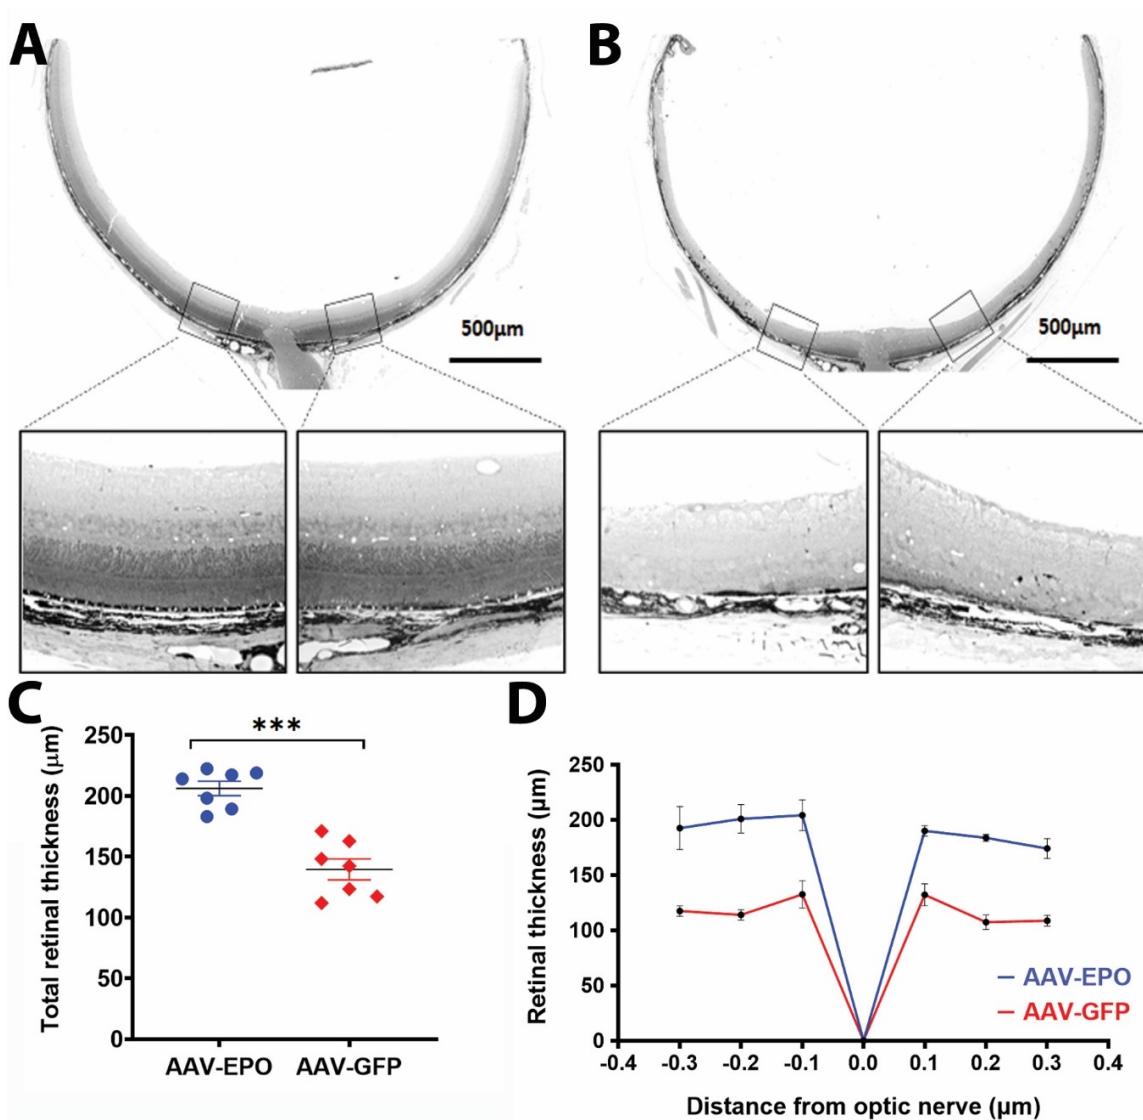 A
B
500µm
500µm
C
D
***
Total retinal thickness (µm)
250
200
150
100
50
0
AAV-EPO
AAV-GFP
Retinal thickness (µm)
250
200
150
100
50
0
AAV-EPO
AAV-GFP
-0.4
-0.3
-0.2
-0.1
0.0
0.1
0.2
0.3
0.4
Distance from optic nerve (µm)